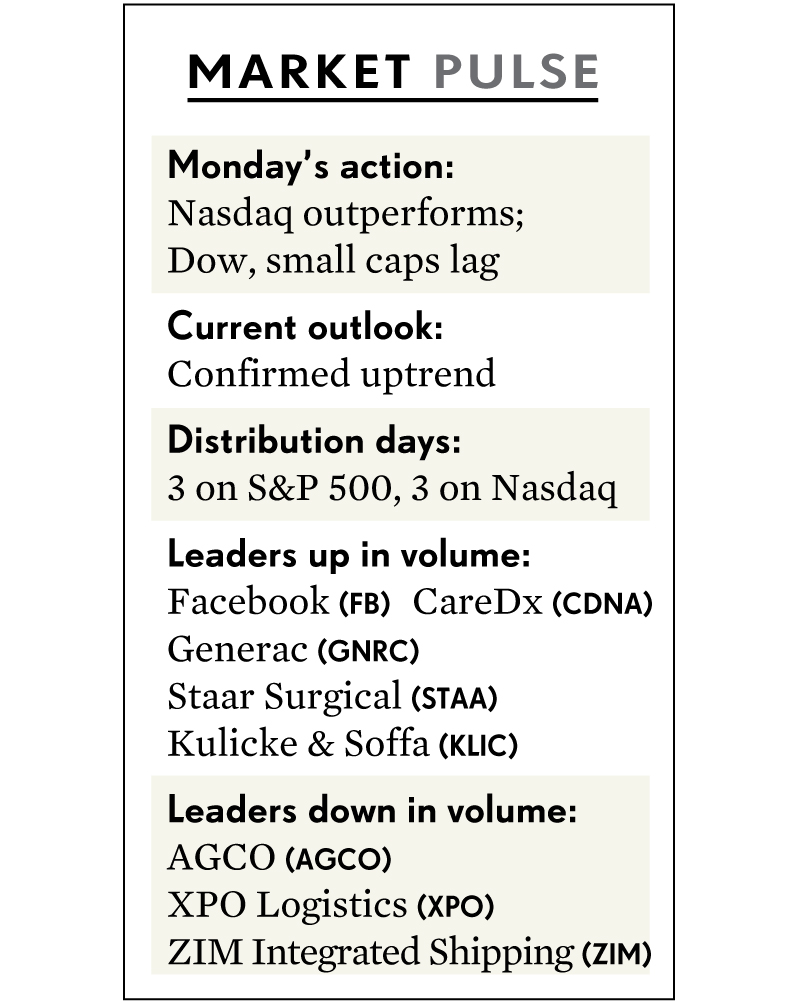 MARKET PULSE
Monday's action:
Nasdaq outperforms;
Dow, small caps lag
Current outlook:
Confirmed uptrend
Distribution days:
3 on S&P 500, 3 on Nasdaq
Leaders up in volume:
Facebook (FB) CareDx (CDNA)
Generac (GNRC)
Staar Surgical (STAA)
Kulicke & Soffa (KLIC)
Leaders down in volume:
AGCO (AGCO)
XPO Logistics (XPO)
ZIM Integrated Shipping (ZIM)